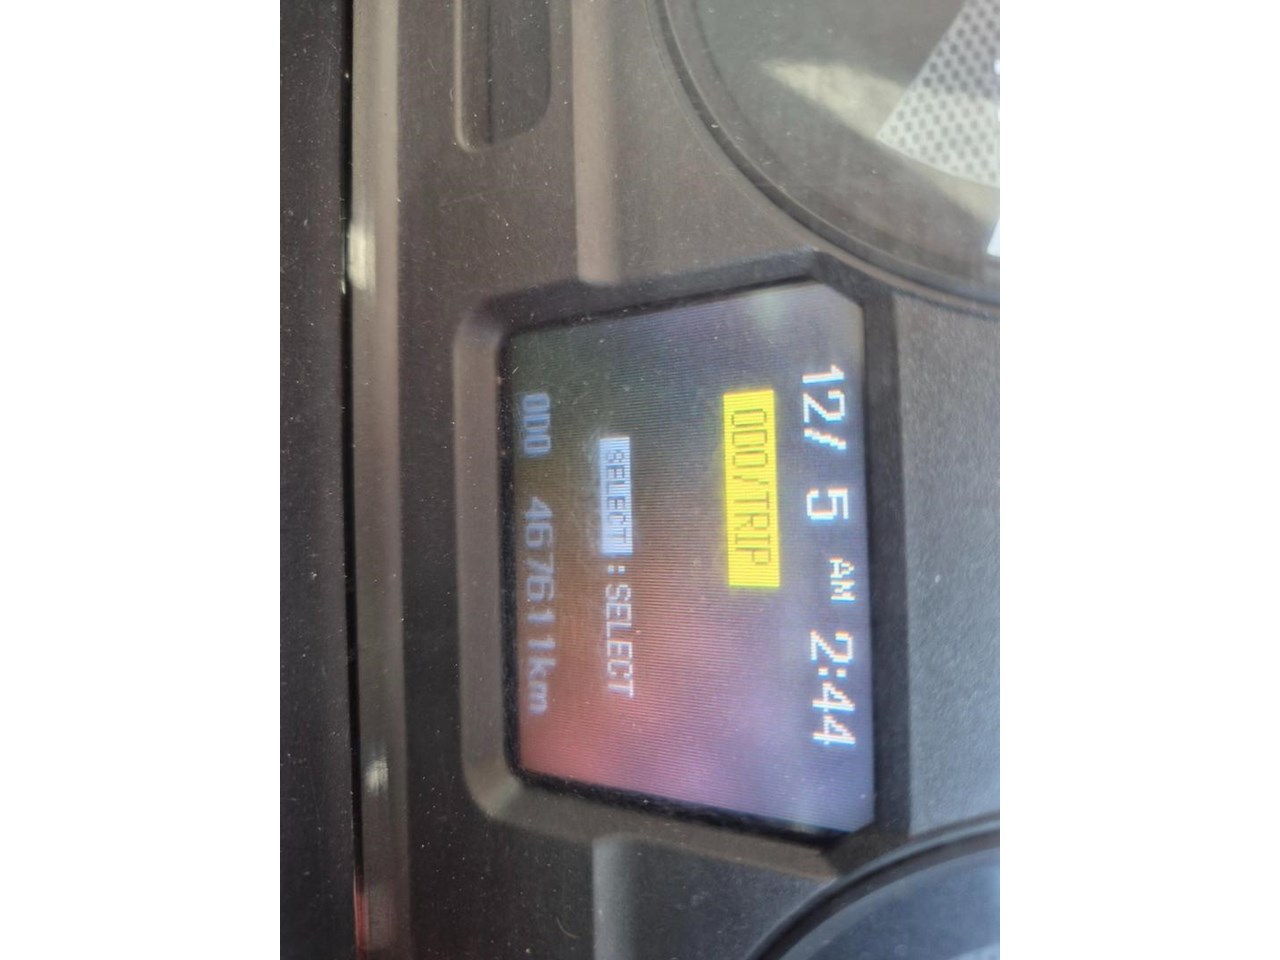 12/ 5 AM 2:44
ODO/TRIP
SELECT :SELECT
ODO 467611km